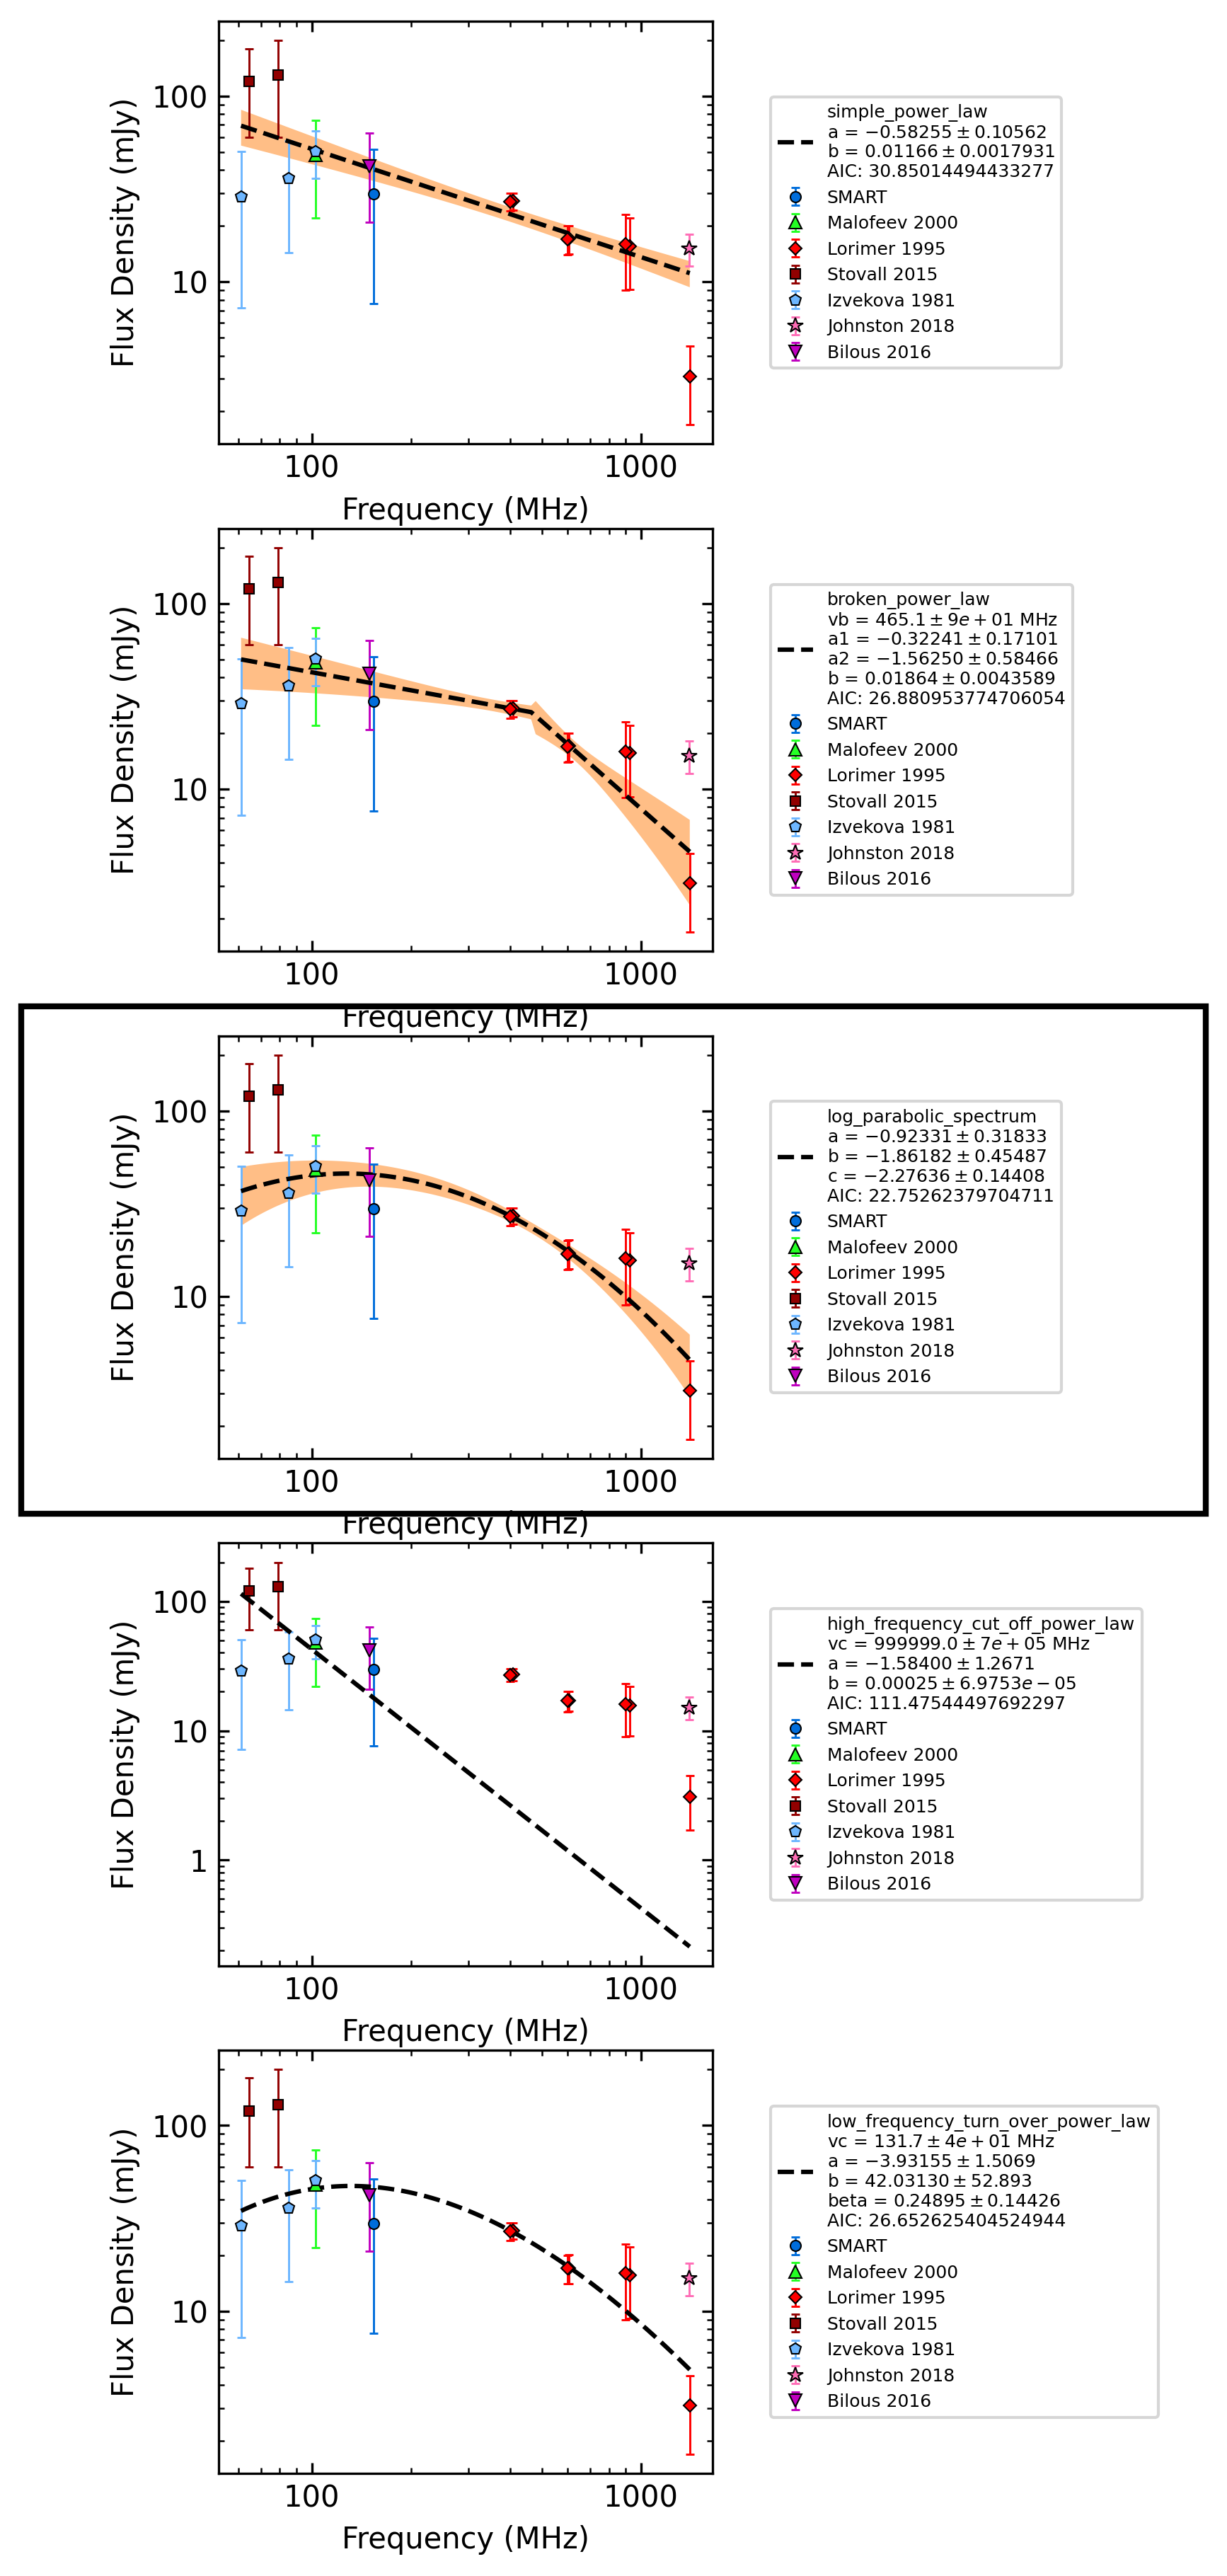 100
10
Flux Density (mJy)
100 1000
Frequency (MHz)
simple_power_law
a = −0.58255 ± 0.10562
b = 0.01166 ± 0.0017931
AIC: 30.85014494433277
SMART
Malofeev 2000
Lorimer 1995
Stovall 2015
Izvekova 1981
Johnston 2018
Bilous 2016
100
10
Flux Density (mJy)
100 1000
Frequency (MHz)
broken_power_law
vb = 465.1 ± 9e + 01 MHz
a1 = −0.32241 ± 0.17101
a2 = −1.56250 ± 0.58466
b = 0.01864 ± 0.0043589
AIC: 26.880953774706054
SMART
Malofeev 2000
Lorimer 1995
Stovall 2015
Izvekova 1981
Johnston 2018
Bilous 2016
100
10
Flux Density (mJy)
100 1000
Frequency (MHz)
log_parabolic_spectrum
a = −0.92331 ± 0.31833
b = −1.86182 ± 0.45487
c = −2.27636 ± 0.14408
AIC: 22.75262379704711
SMART
Malofeev 2000
Lorimer 1995
Stovall 2015
Izvekova 1981
Johnston 2018
Bilous 2016
100
10
1
Flux Density (mJy)
100 1000
Frequency (MHz)
high_frequency_cut_off_power_law
vc = 999999.0 ± 7e + 05 MHz
a = −1.58400 ± 1.2671
b = 0.00025 ± 6.9753e − 05
AIC: 111.47544497692297
SMART
Malofeev 2000
Lorimer 1995
Stovall 2015
Izvekova 1981
Johnston 2018
Bilous 2016
100
10
Flux Density (mJy)
100 1000
Frequency (MHz)
low_frequency_turn_over_power_law
vc = 131.7 ± 4e + 01 MHz
a = −3.93155 ± 1.5069
b = 42.03130 ± 52.893
beta = 0.24895 ± 0.14426
AIC: 26.652625404524944
SMART
Malofeev 2000
Lorimer 1995
Stovall 2015
Izvekova 1981
Johnston 2018
Bilous 2016